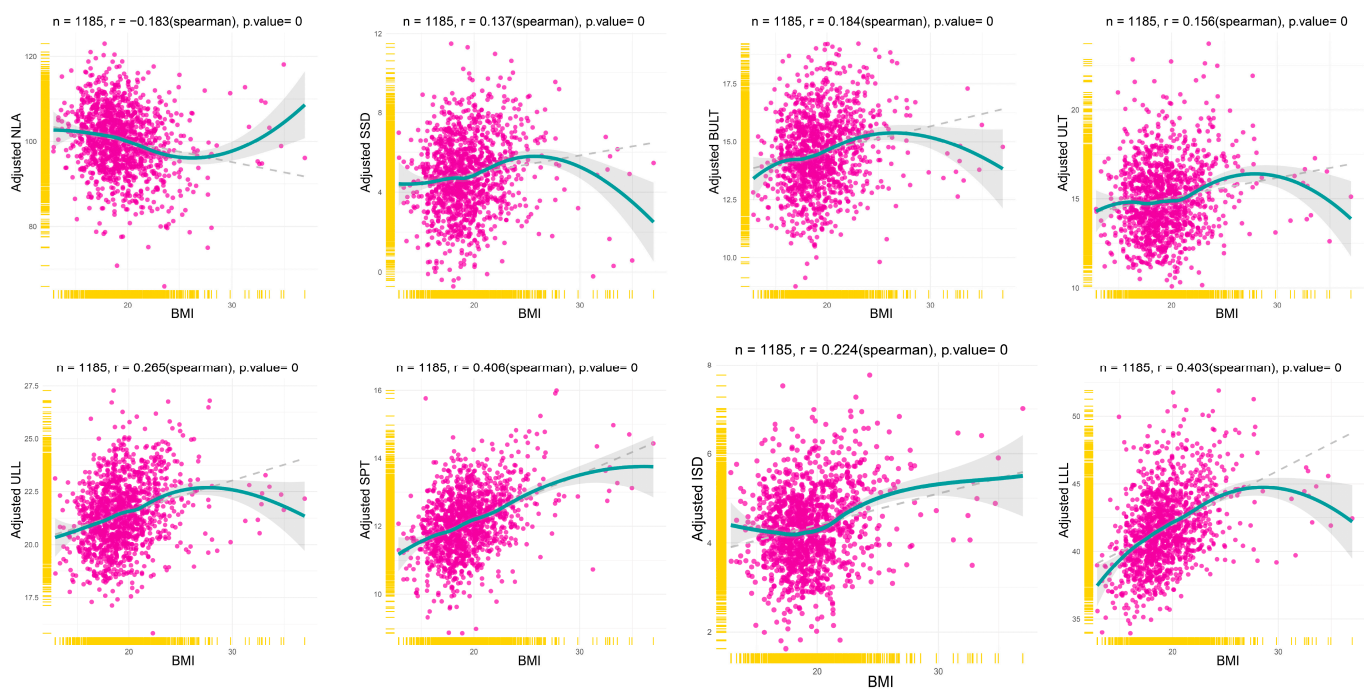 n = 1185, r = −0.183(spearman), p.value= 0
Adjusted NLA
120
100
80
20
30
BMI
n = 1185, r = 0.137(spearman), p.value= 0
Adjusted SSD
12
8
4
0
20
30
BMI
n = 1185, r = 0.184(spearman), p.value= 0
Adjusted BULT
17.5
15.0
12.5
10.0
20
30
BMI
n = 1185, r = 0.156(spearman), p.value= 0
Adjusted ULT
20
15
10
20
30
BMI
n = 1185, r = 0.265(spearman), p.value= 0
Adjusted ULL
27.5
25.0
22.5
20.0
17.5
20
30
BMI
n = 1185, r = 0.406(spearman), p.value= 0
Adjusted SPT
16
14
12
10
20
30
BMI
n = 1185, r = 0.224(spearman), p.value= 0
Adjusted ISD
8
6
4
2
20
30
BMI
n = 1185, r = 0.403(spearman), p.value= 0
Adjusted LLL
50
45
40
35
20
30
BMI